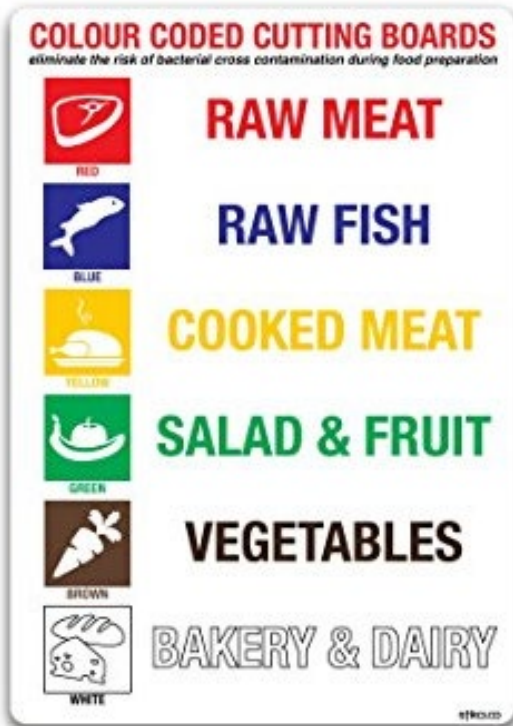 COLOUR CODED CUTTING BOARDS
eliminate the risk of bacterial cross contamination during food preparation
RAW MEAT
RED
RAW FISH
BLUE
COOKED MEAT
YELLOW
SALAD & FRUIT
GREEN
VEGETABLES
BROWN
BAKERY & DAIRY
WHITE